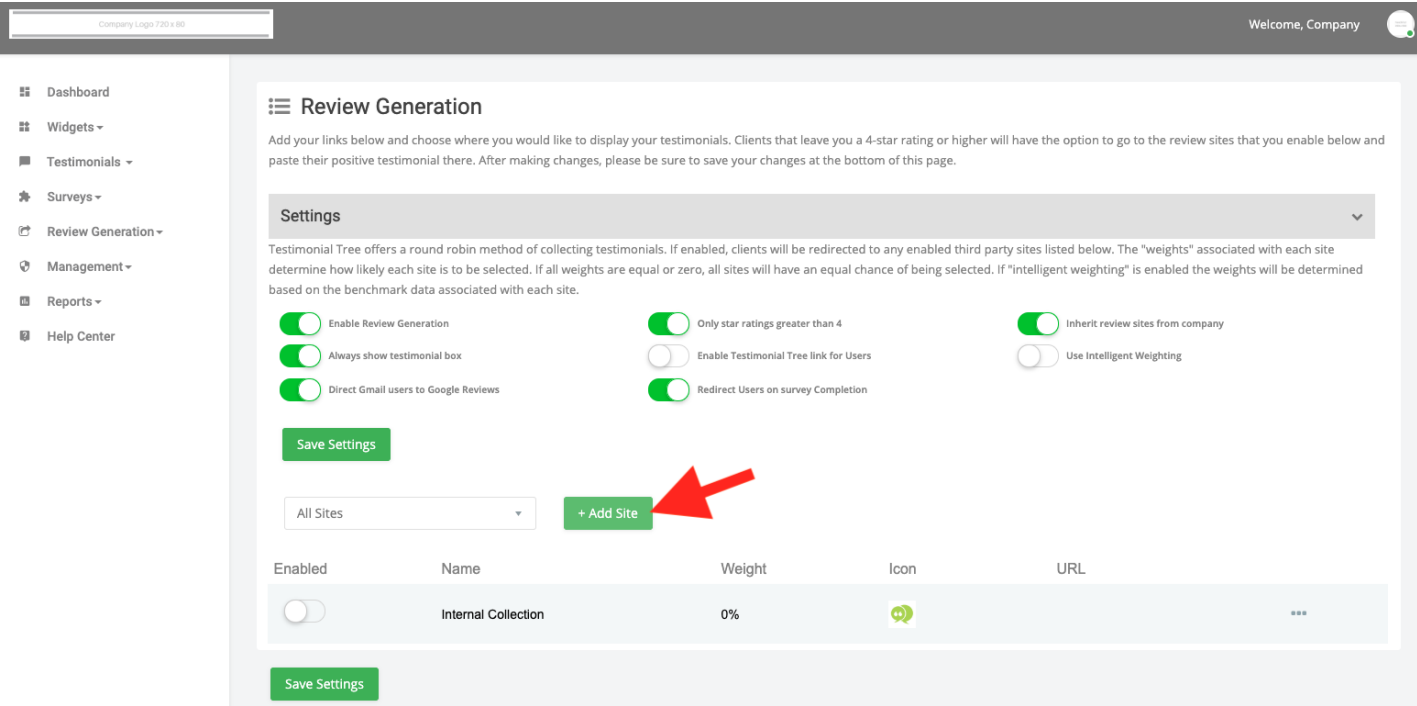 Company Logo 720 x 80
Welcome, Company
Dashboard
Widgets
Testimonials
Surveys
Review Generation
Management
Reports
Help Center
Review Generation
Add your links below and choose where you would like to display your testimonials. Clients that leave you a 4-star rating or higher will have the option to go to the review sites that you enable below and
paste their positive testimonial there. After making changes, please be sure to save your changes at the bottom of this page.
Settings
Testimonial Tree offers a round robin method of collecting testimonials. If enabled, clients will be redirected to any enabled third party sites listed below. The "weights" associated with each site
determine how likely each site is to be selected. If all weights are equal or zero, all sites will have an equal chance of being selected. If "intelligent weighting" is enabled the weights will be determined
based on the benchmark data associated with each site.
Enable Review Generation
Only star ratings greater than 4
Inherit review sites from company
Always show testimonial box
Enable Testimonial Tree link for Users
Use Intelligent Weighting
Direct Gmail users to Google Reviews
Redirect Users on survey Completion
Save Settings
All Sites
+ Add Site
Enabled Name Weight Icon URL
Internal Collection 0%
Save Settings